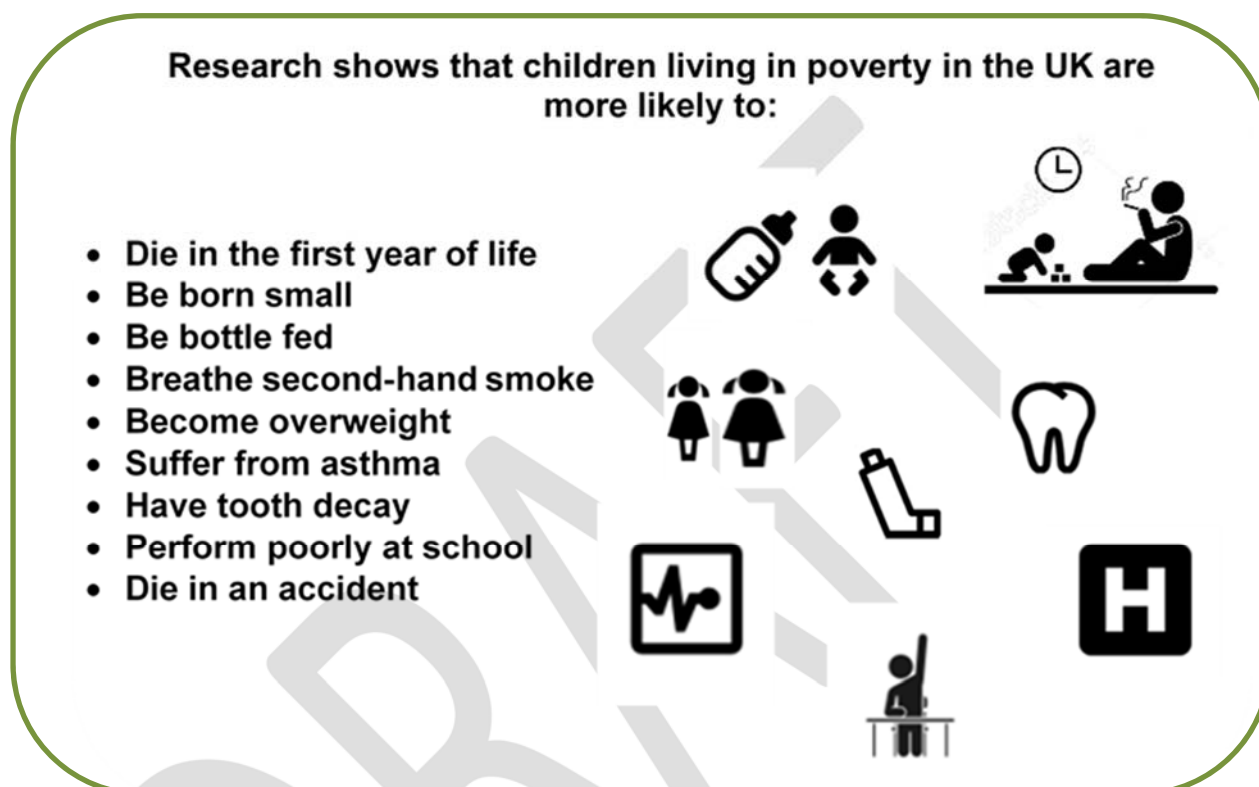 Research shows that children living in poverty in the UK are
more likely to:
• Die in the first year of life
• Be born small
• Be bottle fed
• Breathe second-hand smoke
• Become overweight
• Suffer from asthma
• Have tooth decay
• Perform poorly at school
• Die in an accident
H
DRAFT